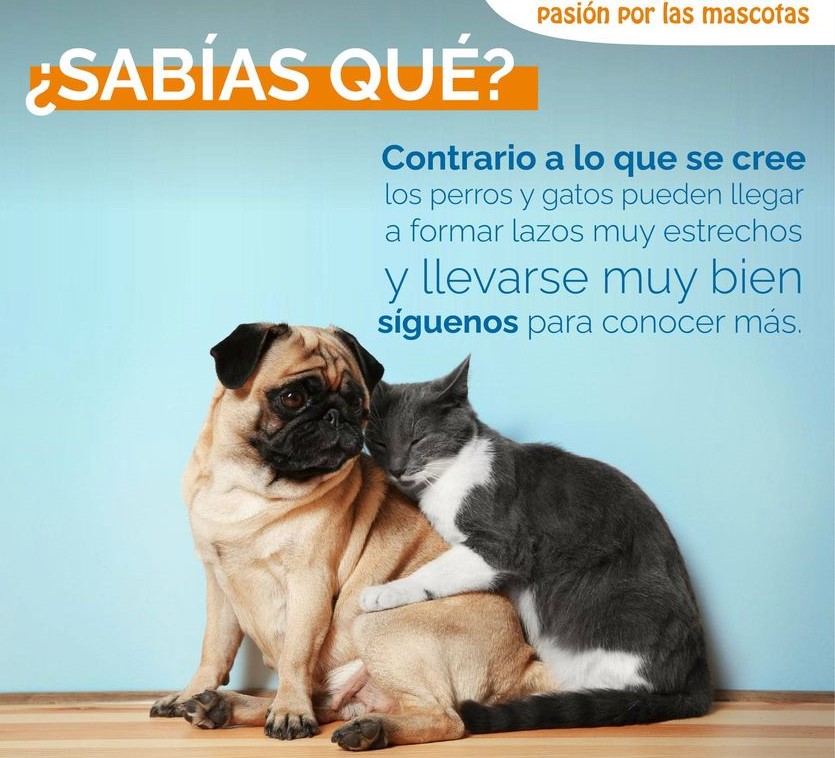 pasión por las mascotas
¿SABÍAS QUÉ?
Contrario a lo que se cree
los perros y gatos pueden llegar
a formar lazos muy estrechos
y llevarse muy bien
síguenos para conocer más.